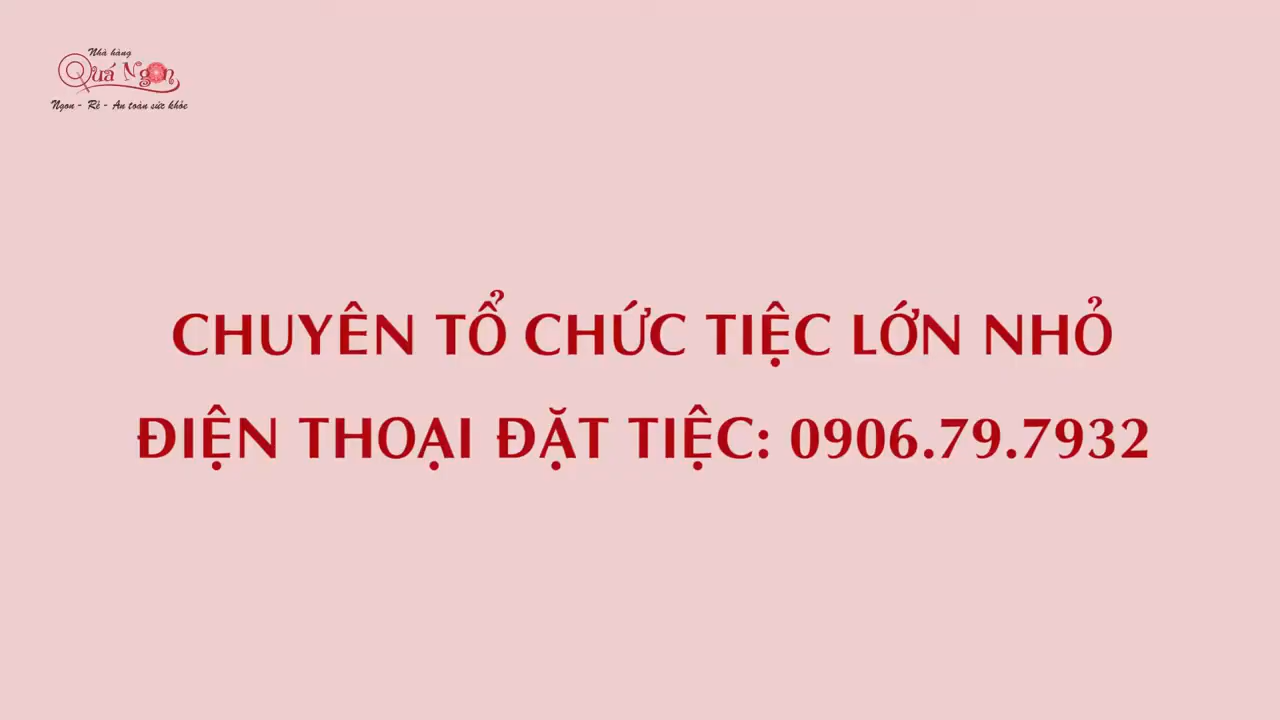 Nhà hàng
Quá Ngon
Ngon - Rẻ - An toàn sức khỏe
CHUYÊN TỔ CHỨC TIỆC LỚN NHỎ
ĐIỆN THOẠI ĐẶT TIỆC: 0906.79.7932